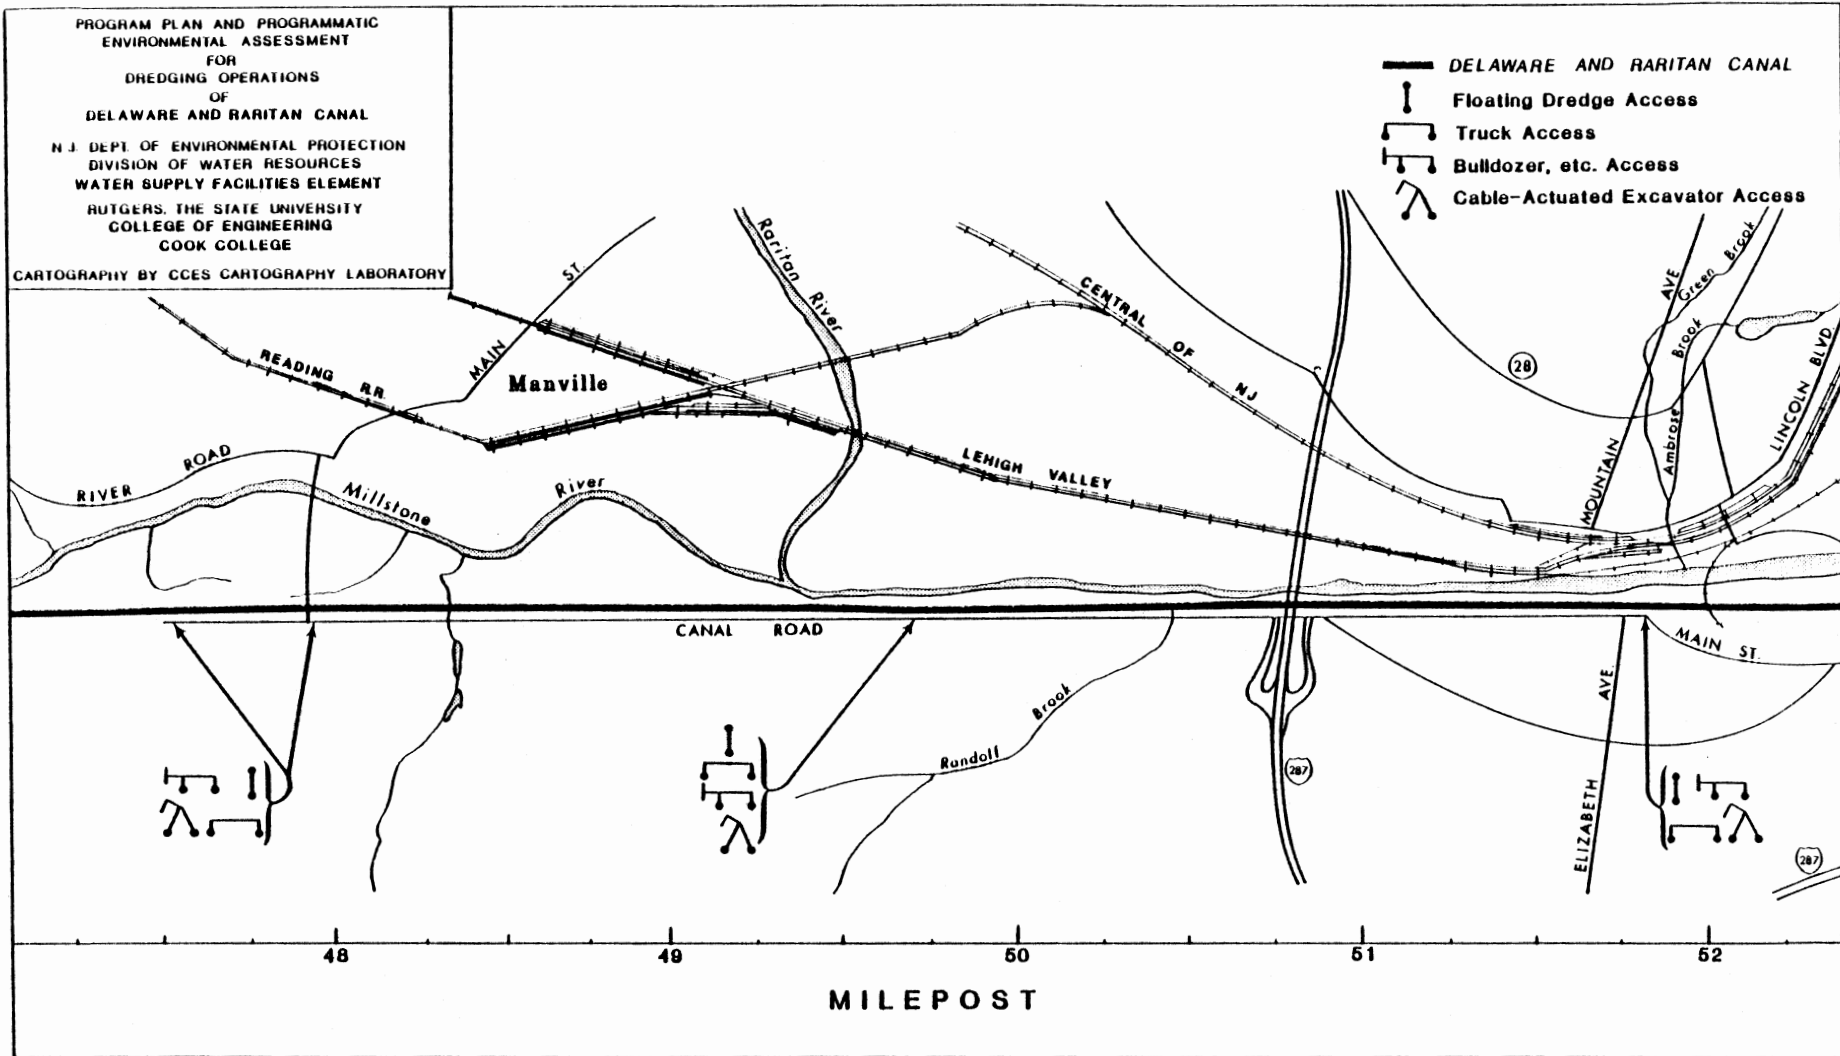 PROGRAM PLAN AND PROGRAMMATIC
ENVIRONMENTAL ASSESSMENT
FOR
DREDGING OPERATIONS
OF
DELAWARE AND RARITAN CANAL
N.J. DEPT. OF ENVIRONMENTAL PROTECTION
DIVISION OF WATER RESOURCES
WATER SUPPLY FACILITIES ELEMENT
RUTGERS, THE STATE UNIVERSITY
COLLEGE OF ENGINEERING
COOK COLLEGE
CARTOGRAPHY BY CCES CARTOGRAPHY LABORATORY
DELAWARE AND RARITAN CANAL
Floating Dredge Access
Truck Access
Bulldozer, etc. Access
Cable-Actuated Excavator Access
Raritan River
MAIN ST.
READING R.R.
Manville
RIVER ROAD
Millstone River
CENTRAL OF NJ
LEHIGH VALLEY
28
MOUNTAIN AVE
Green Brook
Ambrose Brook
LINCOLN BLVD.
CANAL ROAD
MAIN ST.
Randolf Brook
287
ELIZABETH AVE.
287
48
49
50
51
52
MILEPOST